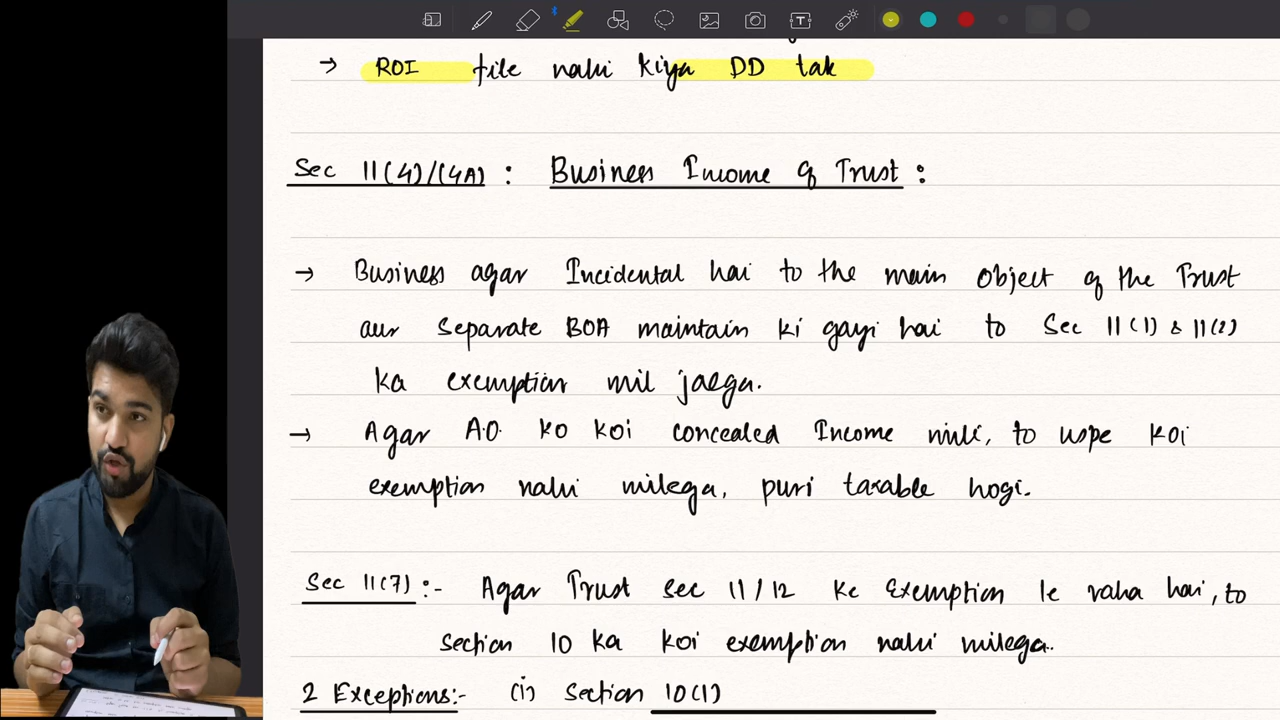 → ROI file nahi kiya DD tak
Sec 11(4)/(4A) : Business Income of Trust :
→ Business agar Incidental hai to the main object of the Trust
aur separate BOA maintain ki gayi hai to Sec 11(1) & 11(2)
ka exemption mil jaega.
→ Agar A.O. ko koi concealed Income mili, to uspe koi
exemption nahi milega, puri taxable hogi.
Sec 11(7) :- Agar Trust sec 11/12 ke Exemption le raha hai, to
section 10 ka koi exemption nahi milega.
2 Exceptions:- (i) Section 10(1)